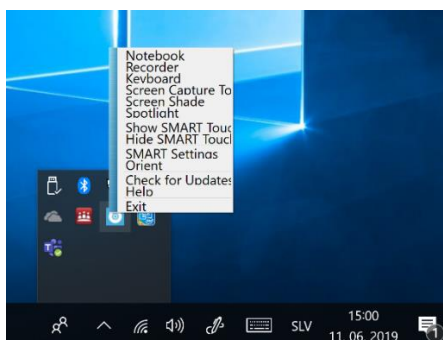 Notebook
Recorder
Keyboard
Screen Capture To
Screen Shade
Spotlight
Show SMART Touc
Hide SMART Touc
SMART Settings
Orient
Check for Updates
Help
Exit
SLV
15:00
11. 06. 2019
1